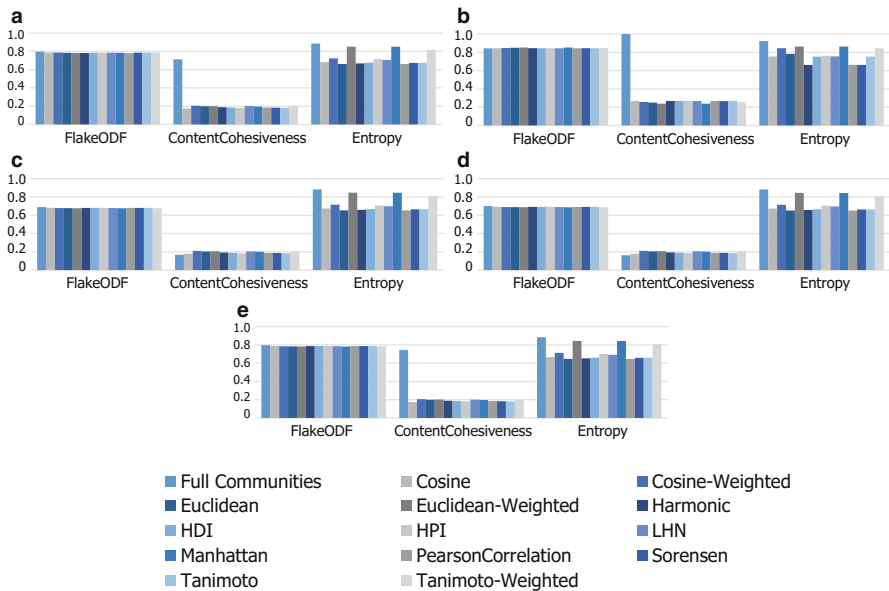 a
1.0
0.8
0.6
0.4
0.2
0
FlakeODF ContentCohesiveness Entropy
b
1.0
0.8
0.6
0.4
0.2
0
FlakeODF ContentCohesiveness Entropy
c
1.0
0.8
0.6
0.4
0.2
0
FlakeODF ContentCohesiveness Entropy
d
1.0
0.8
0.6
0.4
0.2
0
FlakeODF ContentCohesiveness Entropy
e
1.0
0.8
0.6
0.4
0.2
0
FlakeODF ContentCohesiveness Entropy
Full Communities Cosine Cosine-Weighted
Euclidean Euclidean-Weighted Harmonic
HDI HPI LHN
Manhattan PearsonCorrelation Sorensen
Tanimoto Tanimoto-Weighted